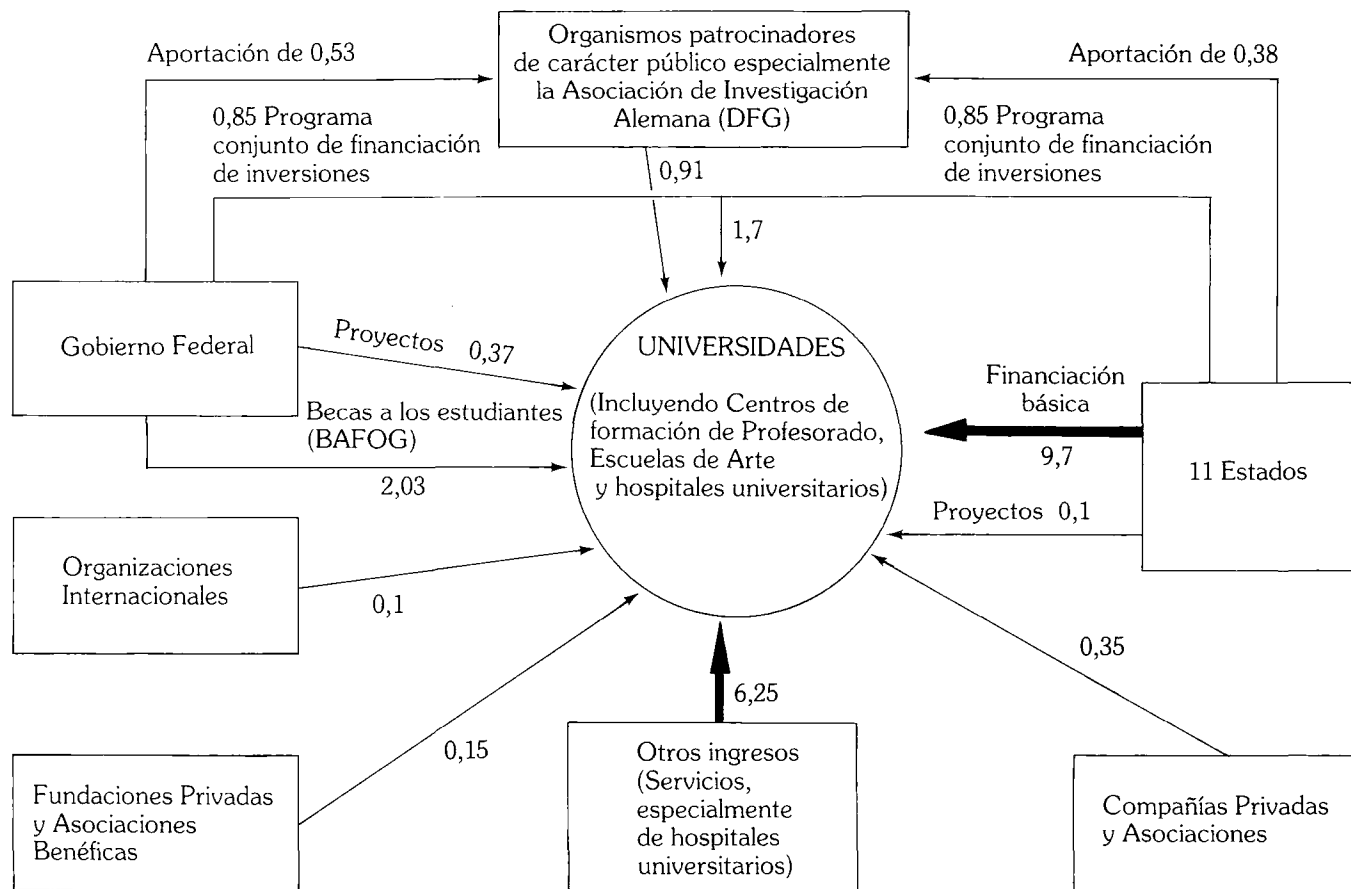 Aportación de 0,53
Organismos patrocinadores
de carácter público especialmente
la Asociación de Investigación
Alemana (DFG)
Aportación de 0,38
0,85 Programa
conjunto de financiación
de inversiones
0,91
0,85 Programa
conjunto de financiación
de inversiones
1,7
Gobierno Federal
Proyectos 0,37
Becas a los estudiantes
(BAFOG)
2,03
UNIVERSIDADES
(Incluyendo Centros de
formación de Profesorado,
Escuelas de Arte
y hospitales universitarios)
Financiación
básica
9,7
11 Estados
Proyectos 0,1
Organizaciones
Internacionales
0,1
0,35
6,25
0,15
Fundaciones Privadas
y Asociaciones
Benéficas
Otros ingresos
(Servicios,
especialmente
de hospitales
universitarios)
Compañías Privadas
y Asociaciones